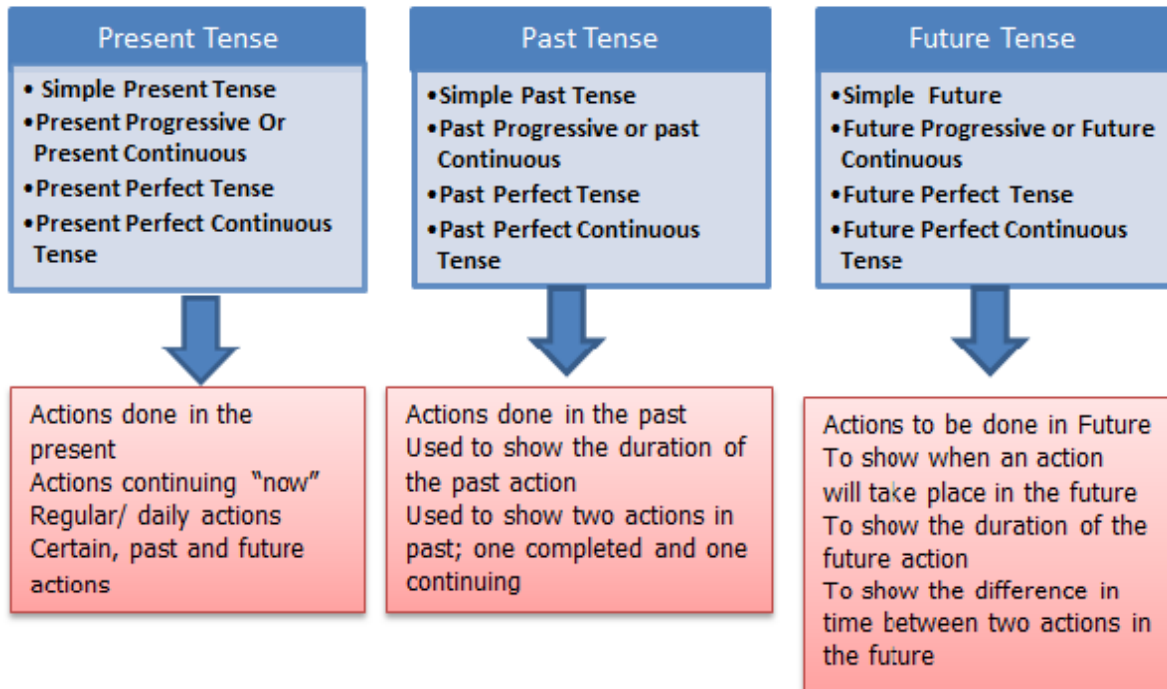 Present Tense
• Simple Present Tense
•Present Progressive Or
Present Continuous
•Present Perfect Tense
•Present Perfect Continuous
Tense
Actions done in the
present
Actions continuing “now”
Regular/ daily actions
Certain, past and future
actions
Past Tense
•Simple Past Tense
•Past Progressive or past
Continuous
•Past Perfect Tense
•Past Perfect Continuous
Tense
Actions done in the past
Used to show the duration of
the past action
Used to show two actions in
past; one completed and one
continuing
Future Tense
•Simple Future
•Future Progressive or Future
Continuous
•Future Perfect Tense
•Future Perfect Continuous
Tense
Actions to be done in Future
To show when an action
will take place in the future
To show the duration of the
future action
To show the difference in
time between two actions in
the future